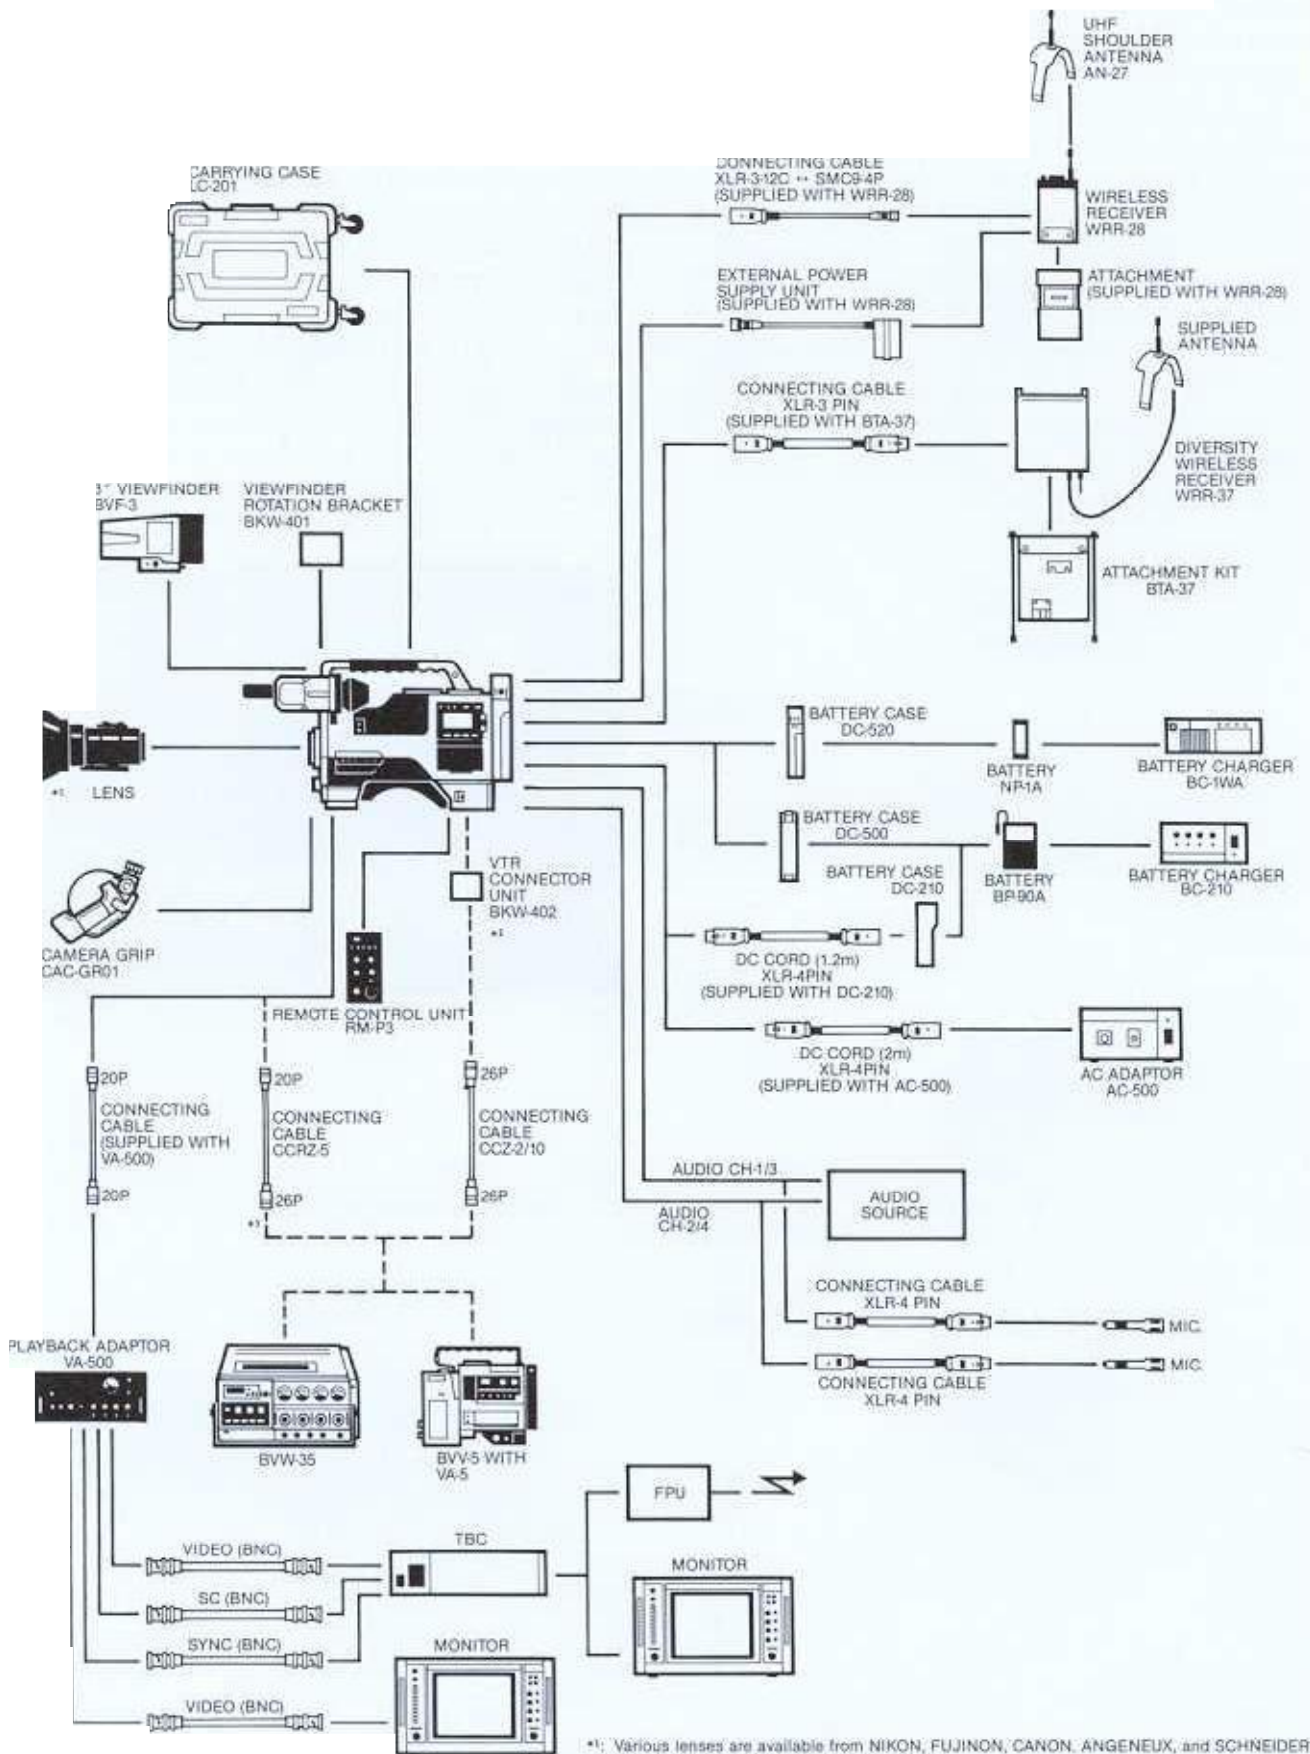 UHF
SHOULDER
ANTENNA
AN-27
CARRYING CASE
LC-201
CONNECTING CABLE
XLR-3-12C ↔ SMC9-4P
(SUPPLIED WITH WRR-28)
WIRELESS
RECEIVER
WRR-28
EXTERNAL POWER
SUPPLY UNIT
(SUPPLIED WITH WRR-28)
ATTACHMENT
(SUPPLIED WITH WRR-28)
SUPPLIED
ANTENNA
CONNECTING CABLE
XLR-3 PIN
(SUPPLIED WITH BTA-37)
DIVERSITY
WIRELESS
RECEIVER
WRR-37
3" VIEWFINDER
BVF-3
VIEWFINDER
ROTATION BRACKET
BKW-401
ATTACHMENT KIT
BTA-37
BATTERY CASE
DC-520
BATTERY
NP-1A
BATTERY CHARGER
BC-1WA
*1 LENS
BATTERY CASE
DC-500
BATTERY CASE
DC-210
BATTERY
BP-90A
BATTERY CHARGER
BC-210
VTR
CONNECTOR
UNIT
BKW-402
CAMERA GRIP
CAC-GR01
DC CORD (1.2m)
XLR-4PIN
(SUPPLIED WITH DC-210)
REMOTE CONTROL UNIT
RM-P3
DC CORD (2m)
XLR-4PIN
(SUPPLIED WITH AC-500)
AC ADAPTOR
AC-500
20P
20P
26P
CONNECTING
CABLE
(SUPPLIED WITH
VA-500)
CONNECTING
CABLE
CCRZ-5
CONNECTING
CABLE
CCZ-2/10
20P
26P
26P
AUDIO CH-1/3
AUDIO
CH-2/4
AUDIO
SOURCE
CONNECTING CABLE
XLR-4 PIN
MIC.
MIC.
CONNECTING CABLE
XLR-4 PIN
PLAYBACK ADAPTOR
VA-500
BVW-35
BVV-5 WITH
VA-5
FPU
VIDEO (BNC)
TBC
SC (BNC)
MONITOR
SYNC (BNC)
MONITOR
VIDEO (BNC)
*1: Various lenses are available from NIKON, FUJINON, CANON, ANGENEUX, and SCHNEIDER